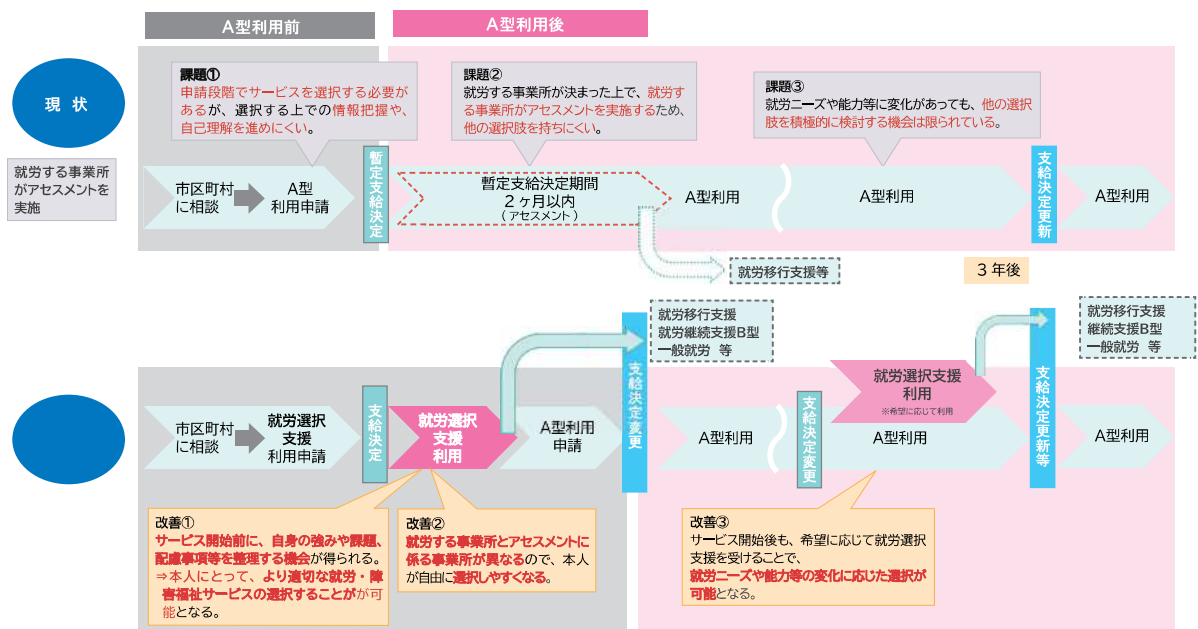 A型利用前
A型利用後
現 状
就労する事業所
がアセスメントを
実施
課題①
申請段階でサービスを選択する必要が
あるが、選択する上での情報把握や、
自己理解を進めにくい。
課題②
就労する事業所が決まった上で、就労す
る事業所がアセスメントを実施するため、
他の選択肢を持ちにくい。
課題③
就労ニーズや能力等に変化があっても、他の選択
肢を積極的に検討する機会は限られている。
市区町村
に相談
A型
利用申請
暫定支給決定
暫定支給決定期間
2ヶ月以内
（アセスメント）
A型利用
A型利用
支給決定更新
A型利用
就労移行支援等
3年後
就労移行支援
就労継続支援B型
一般就労 等
就労移行支援
継続支援B型
一般就労 等
市区町村
に相談
就労選択
支援
利用申請
支給決定
就労選択
支援
利用
A型利用
申請
支給決定変更
A型利用
支給決定変更
就労選択支援
利用
※希望に応じて利用
A型利用
支給決定更新等
A型利用
改善①
サービス開始前に、自身の強みや課題、
配慮事項等を整理する機会が得られる。
⇒本人にとって、より適切な就労・障
害福祉サービスの選択することがが可
能となる。
改善②
就労する事業所とアセスメントに
係る事業所が異なるので、本人
が自由に選択しやすくなる。
改善③
サービス開始後も、希望に応じて就労選択
支援を受けることで、
就労ニーズや能力等の変化に応じた選択が
可能となる。